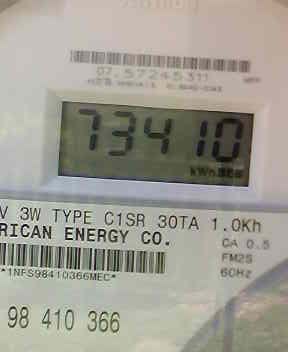 07.57245311
73410
kWh
V 3W TYPE C1SR 30TA 1.0Kh
RICAN ENERGY CO.
CA 0.5
FM2S
60Hz
*1NFS98410366MEC*
98 410 366